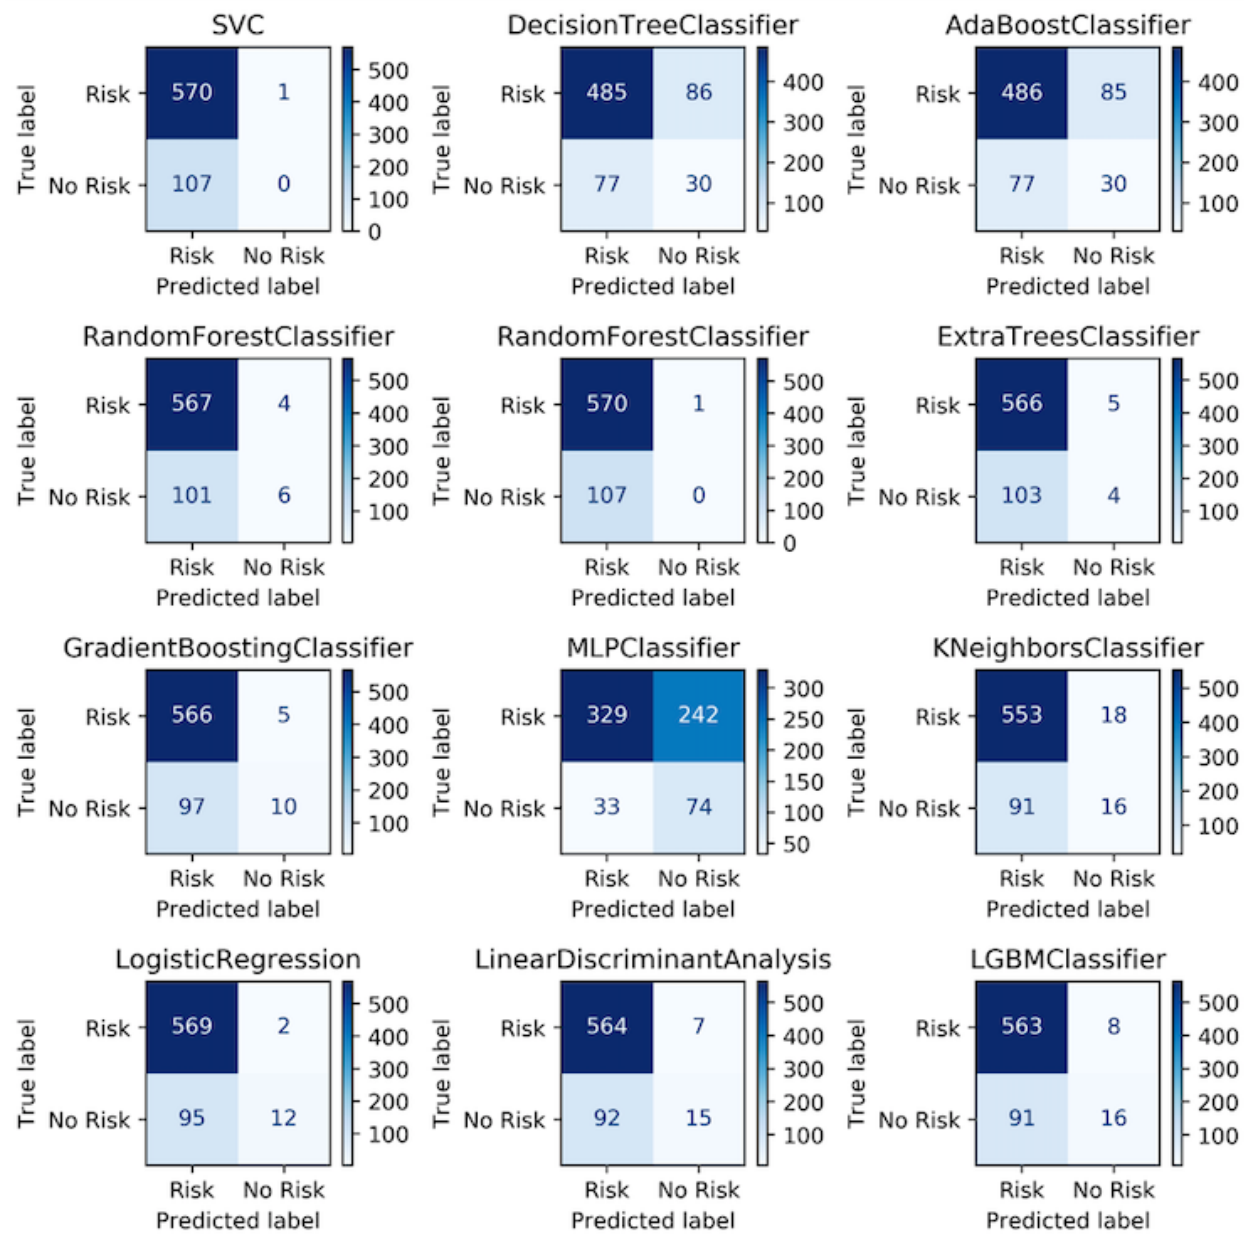 SVC
True label
Risk
No Risk
570 1
107 0
500
400
300
200
100
0
Risk No Risk
Predicted label
DecisionTreeClassifier
True label
Risk
No Risk
485 86
77 30
400
300
200
100
Risk No Risk
Predicted label
AdaBoostClassifier
True label
Risk
No Risk
486 85
77 30
400
300
200
100
Risk No Risk
Predicted label
RandomForestClassifier
True label
Risk
No Risk
567 4
101 6
500
400
300
200
100
Risk No Risk
Predicted label
RandomForestClassifier
True label
Risk
No Risk
570 1
107 0
500
400
300
200
100
0
Risk No Risk
Predicted label
ExtraTreesClassifier
True label
Risk
No Risk
566 5
103 4
500
400
300
200
100
Risk No Risk
Predicted label
GradientBoostingClassifier
True label
Risk
No Risk
566 5
97 10
500
400
300
200
100
Risk No Risk
Predicted label
MLPClassifier
True label
Risk
No Risk
329 242
33 74
300
250
200
150
100
50
Risk No Risk
Predicted label
KNeighborsClassifier
True label
Risk
No Risk
553 18
91 16
500
400
300
200
100
Risk No Risk
Predicted label
LogisticRegression
True label
Risk
No Risk
569 2
95 12
500
400
300
200
100
Risk No Risk
Predicted label
LinearDiscriminantAnalysis
True label
Risk
No Risk
564 7
92 15
500
400
300
200
100
Risk No Risk
Predicted label
LGBMClassifier
True label
Risk
No Risk
563 8
91 16
500
400
300
200
100
Risk No Risk
Predicted label